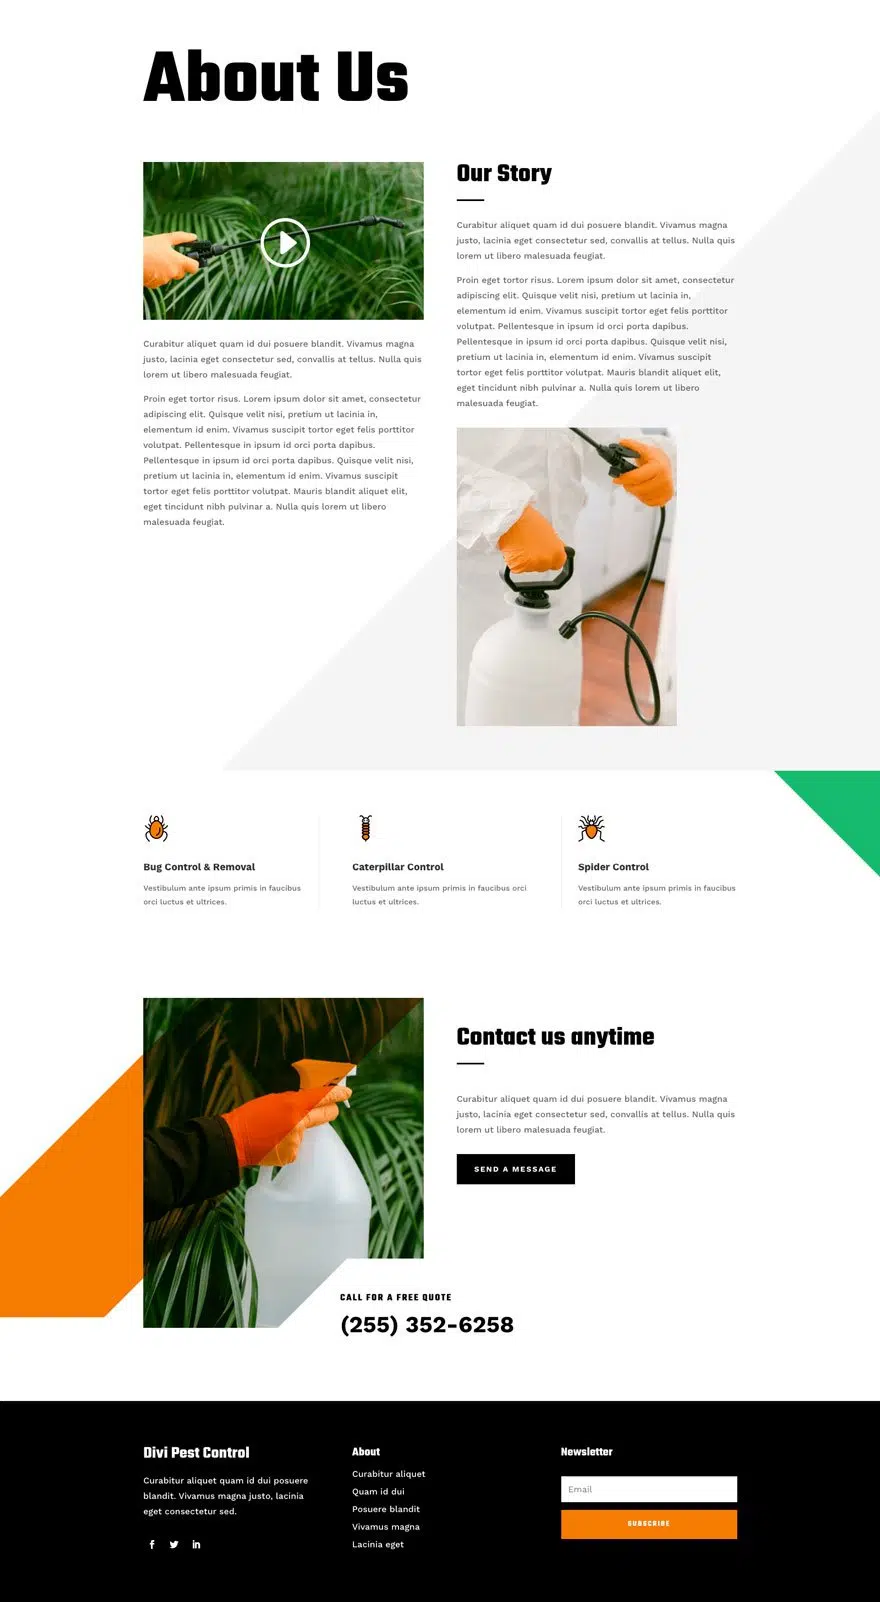 About Us
Curabitur aliquet quam id dui posuere blandit. Vivamus magna
justo, lacinia eget consectetur sed, convallis at tellus. Nulla quis
lorem ut libero malesuada feugiat.
Proin eget tortor risus. Lorem ipsum dolor sit amet, consectetur
adipiscing elit. Quisque velit nisi, pretium ut lacinia in,
elementum id enim. Vivamus suscipit tortor eget felis porttitor
volutpat. Pellentesque in ipsum id orci porta dapibus.
Pellentesque in ipsum id orci porta dapibus. Quisque velit nisi,
pretium ut lacinia in, elementum id enim. Vivamus suscipit
tortor eget felis porttitor volutpat. Mauris blandit aliquet elit,
eget tincidunt nibh pulvinar a. Nulla quis lorem ut libero
malesuada feugiat.
Our Story
Curabitur aliquet quam id dui posuere blandit. Vivamus magna
justo, lacinia eget consectetur sed, convallis at tellus. Nulla quis
lorem ut libero malesuada feugiat.
Proin eget tortor risus. Lorem ipsum dolor sit amet, consectetur
adipiscing elit. Quisque velit nisi, pretium ut lacinia in,
elementum id enim. Vivamus suscipit tortor eget felis porttitor
volutpat. Pellentesque in ipsum id orci porta dapibus.
Pellentesque in ipsum id orci porta dapibus. Quisque velit nisi,
pretium ut lacinia in, elementum id enim. Vivamus suscipit
tortor eget felis porttitor volutpat. Mauris blandit aliquet elit,
eget tincidunt nibh pulvinar a. Nulla quis lorem ut libero
malesuada feugiat.
Bug Control & Removal
Vestibulum ante ipsum primis in faucibus
orci luctus et ultrices.
Caterpillar Control
Vestibulum ante ipsum primis in faucibus orci
luctus et ultrices.
Spider Control
Vestibulum ante ipsum primis in faucibus
orci luctus et ultrices.
Contact us anytime
Curabitur aliquet quam id dui posuere blandit. Vivamus magna
justo, lacinia eget consectetur sed, convallis at tellus. Nulla quis
lorem ut libero malesuada feugiat.
SEND A MESSAGE
CALL FOR A FREE QUOTE
(255) 352-6258
Divi Pest Control
Curabitur aliquet quam id dui posuere
blandit. Vivamus magna justo, lacinia
eget consectetur sed.
About
Curabitur aliquet
Quam id dui
Posuere blandit
Vivamus magna
Lacinia eget
Newsletter
Email
SUBSCRIBE